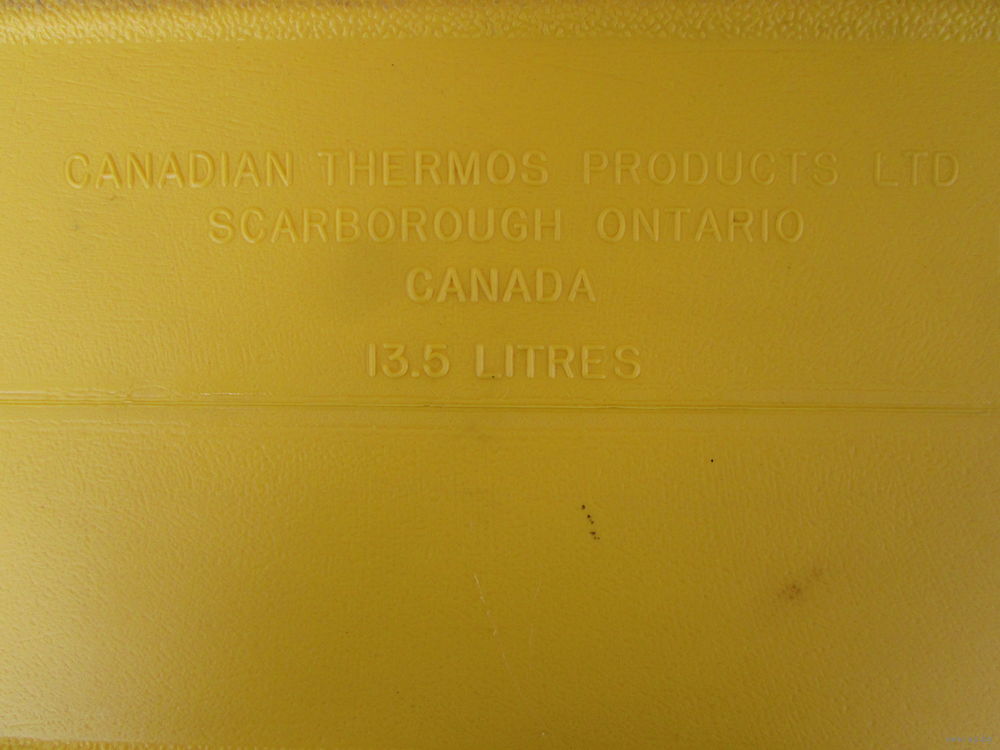 CANADIAN THERMOS PRODUCTS LTD
SCARBOROUGH ONTARIO
CANADA
13.5 LITRES